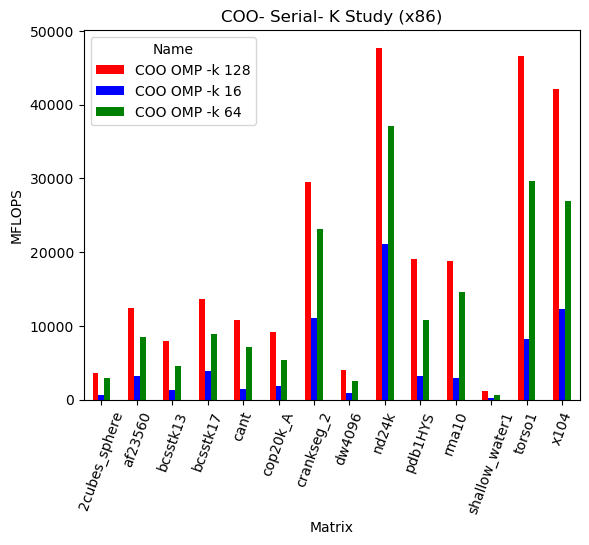 COO- Serial- K Study (x86)
Name
COO OMP -k 128
COO OMP -k 16
COO OMP -k 64
MFLOPS
50000
40000
30000
20000
10000
0
2cubes_sphere
af23560
bcsstk13
bcsstk17
cant
cop20k_A
crankseg_2
dw4096
nd24k
pdb1HYS
rma10
shallow_water1
torso1
x104
Matrix